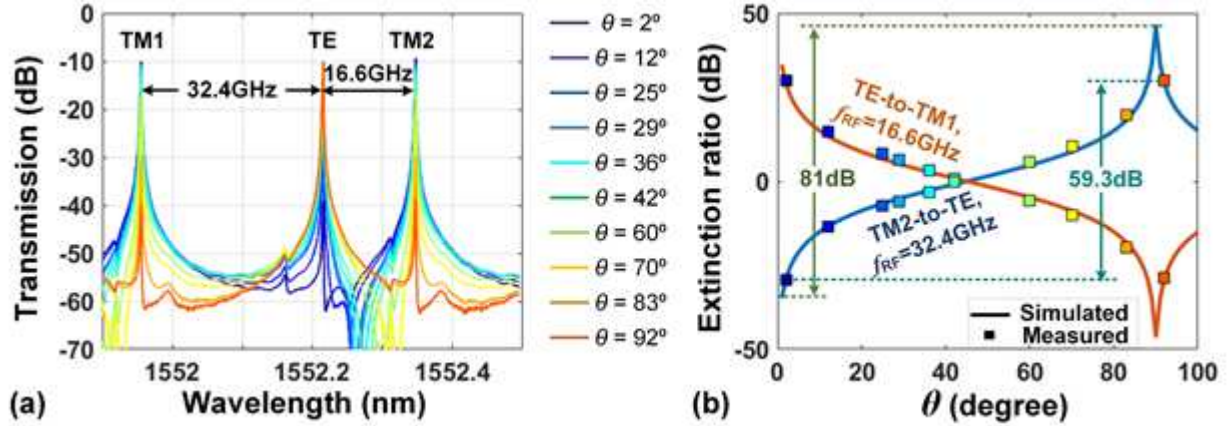 0
-10
-20
-30
-40
-50
-60
-70
Transmisssion (dB)
TM1
TE
TM2
32.4GHz
16.6GHz
1552
1552.2
1552.4
Wavelength (nm)
(a)
θ = 2º
θ = 12º
θ = 25º
θ = 29º
θ = 36º
θ = 42º
θ = 60º
θ = 70º
θ = 83º
θ = 92º
50
0
-50
Extinction ratio (dB)
TE-to-TM1,
fRF=16.6GHz
81dB
59.3dB
TM2-to-TE,
fRF=32.4GHz
Simulated
Measured
0
20
40
60
80
100
θ (degree)
(b)